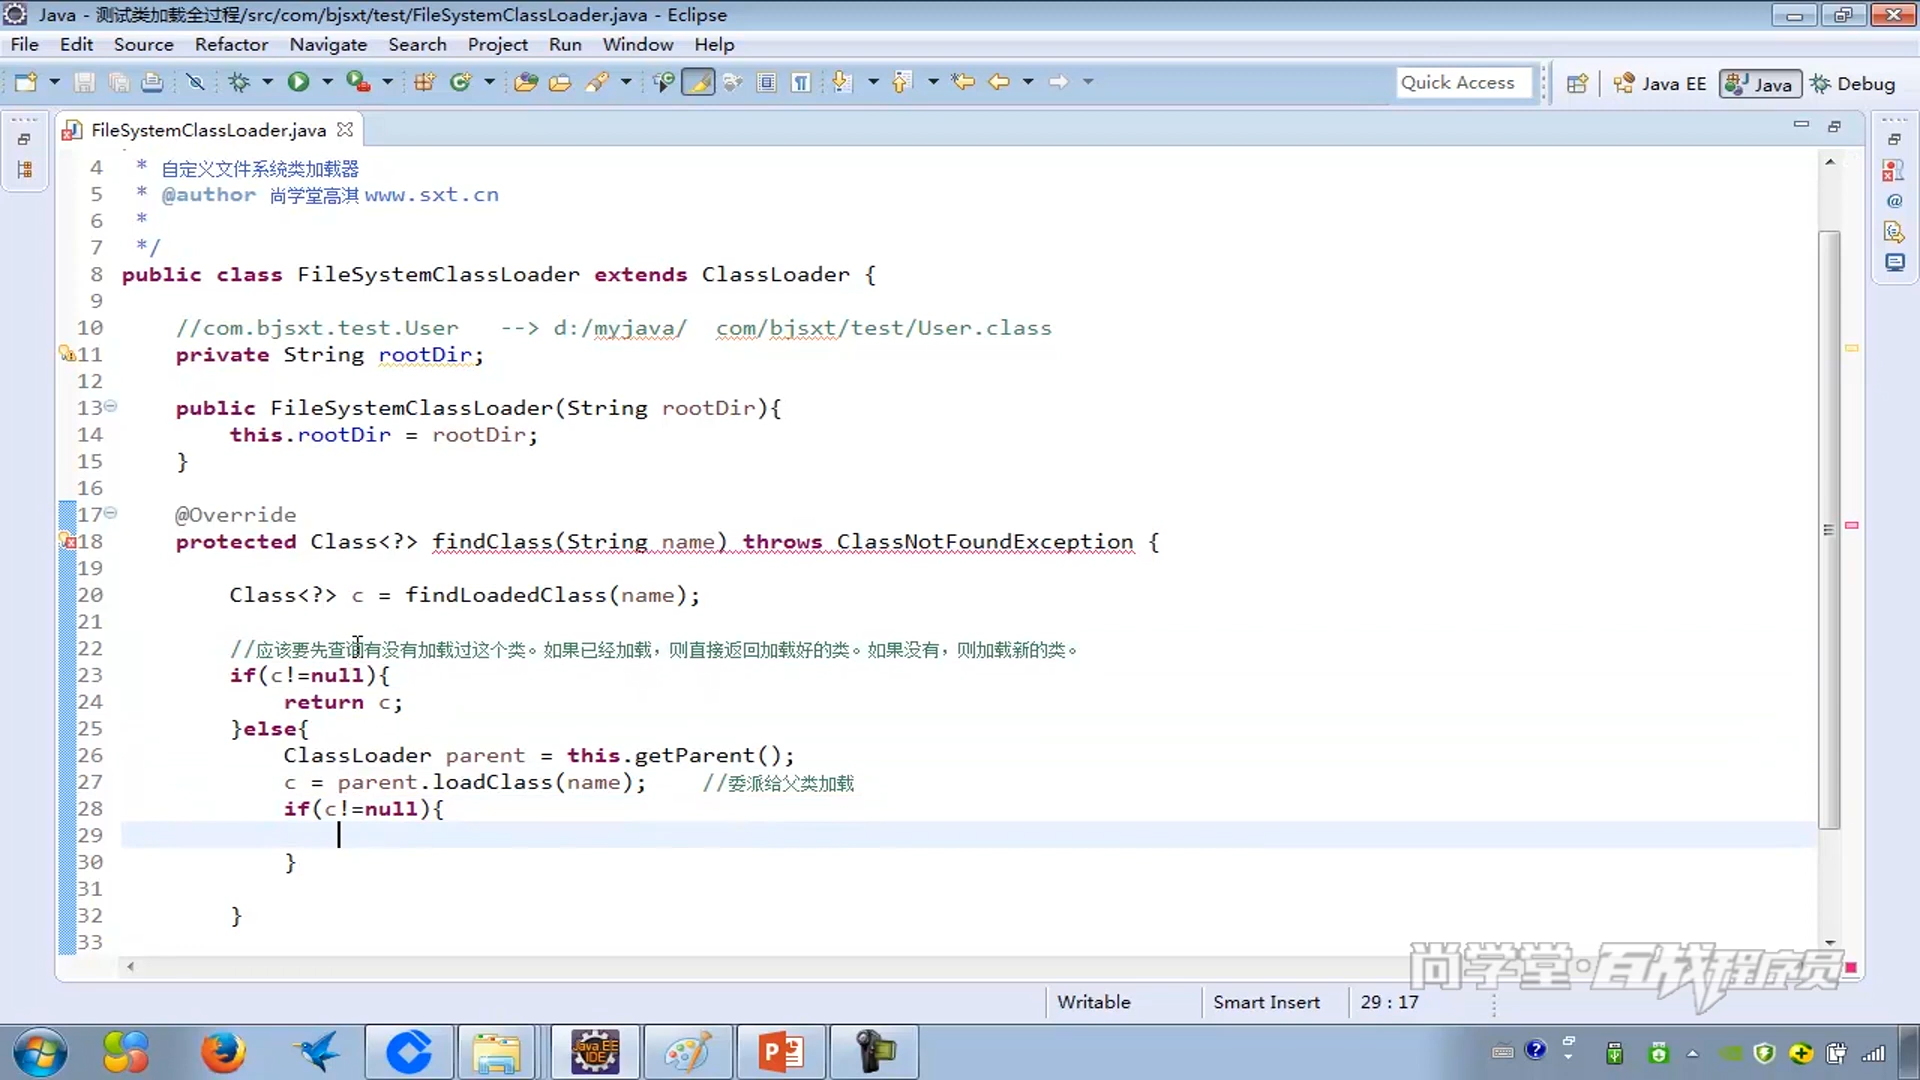 Java - 测试类加载全过程/src/com/bjsxt/test/FileSystemClassLoader.java - Eclipse
File Edit Source Refactor Navigate Search Project Run Window Help
Quick Access Java EE Java Debug
FileSystemClassLoader.java
4 * 自定义文件系统类加载器
5 * @author 尚学堂高淇 www.sxt.cn
6 *
7 */
8 public class FileSystemClassLoader extends ClassLoader {
9
10 //com.bjsxt.test.User --> d:/myjava/ com/bjsxt/test/User.class
11 private String rootDir;
12
13 public FileSystemClassLoader(String rootDir){
14 this.rootDir = rootDir;
15 }
16
17 @Override
18 protected Class<?> findClass(String name) throws ClassNotFoundException {
19
20 Class<?> c = findLoadedClass(name);
21
22 //应该要先查询有没有加载过这个类。如果已经加载，则直接返回加载好的类。如果没有，则加载新的类。
23 if(c!=null){
24 return c;
25 }else{
26 ClassLoader parent = this.getParent();
27 c = parent.loadClass(name); //委派给父类加载
28 if(c!=null){
29
30 }
31
32 }
33
尚学堂·百战程序员
Writable Smart Insert 29 : 17
Java EE
IDE